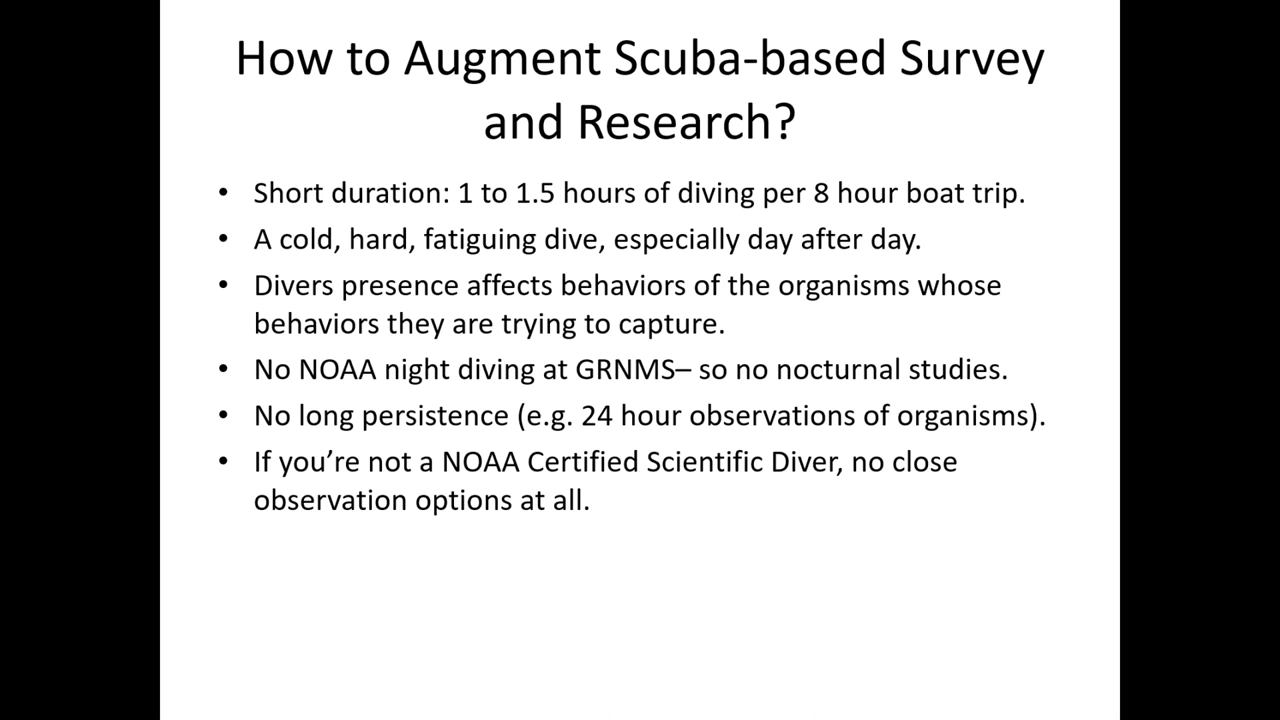 How to Augment Scuba-based Survey
and Research?
• Short duration: 1 to 1.5 hours of diving per 8 hour boat trip.
• A cold, hard, fatiguing dive, especially day after day.
• Divers presence affects behaviors of the organisms whose
behaviors they are trying to capture.
• No NOAA night diving at GRNMS– so no nocturnal studies.
• No long persistence (e.g. 24 hour observations of organisms).
• If you’re not a NOAA Certified Scientific Diver, no close
observation options at all.